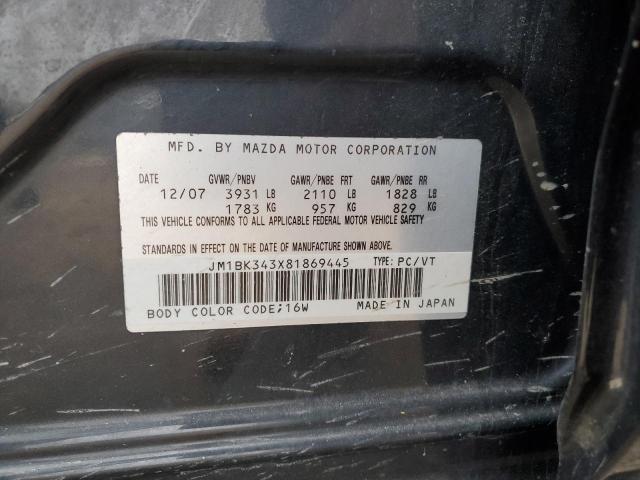 MFD. BY MAZDA MOTOR CORPORATION
DATE GVWR/PNBV GAWR/PNBE FRT GAWR/PNBE RR
12/07 3931 LB 2110 LB 1828 LB
1783 KG 957 KG 829 KG
THIS VEHICLE CONFORMS TO ALL APPLICABLE FEDERAL MOTOR VEHICLE SAFETY
STANDARDS IN EFFECT ON THE DATE OF MANUFACTURE SHOWN ABOVE.
JM1BK343X81869445 TYPE: PC/VT
BODY COLOR CODE;16W MADE IN JAPAN